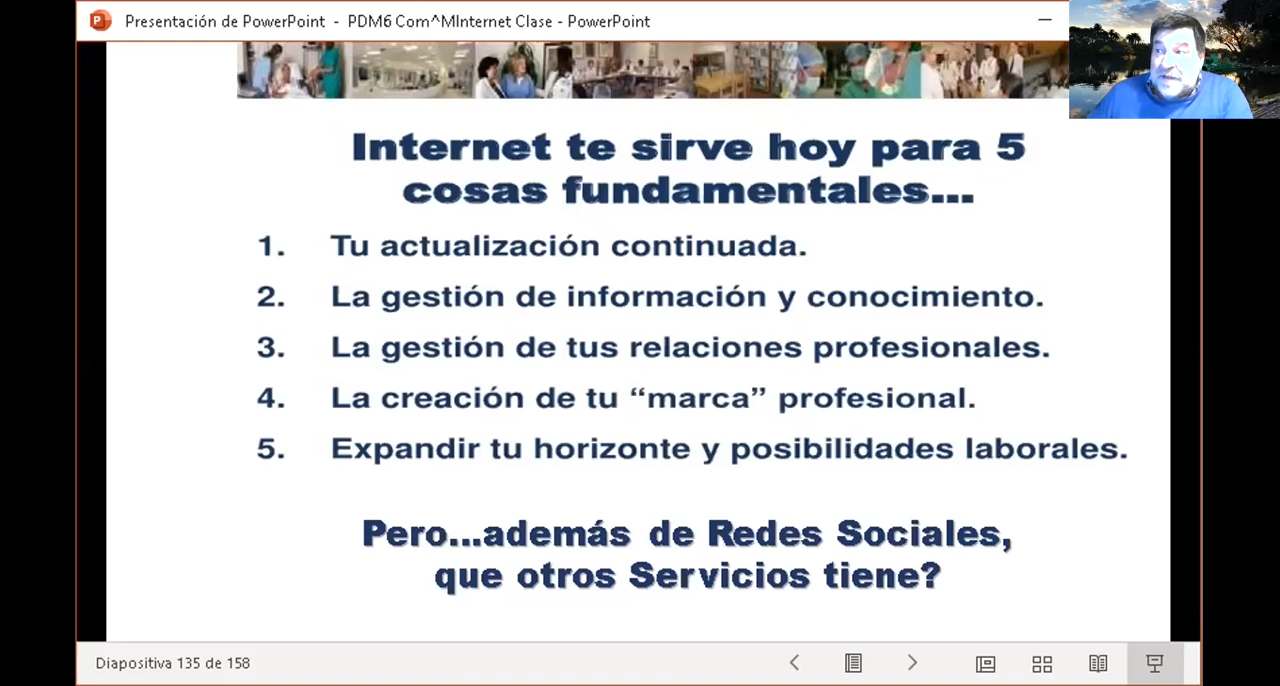 Presentación de PowerPoint - PDM6 Com^MInternet Clase - PowerPoint
Internet te sirve hoy para 5
cosas fundamentales...
1. Tu actualización continuada.
2. La gestión de información y conocimiento.
3. La gestión de tus relaciones profesionales.
4. La creación de tu “marca” profesional.
5. Expandir tu horizonte y posibilidades laborales.
Pero...además de Redes Sociales,
que otros Servicios tiene?
Diapositiva 135 de 158